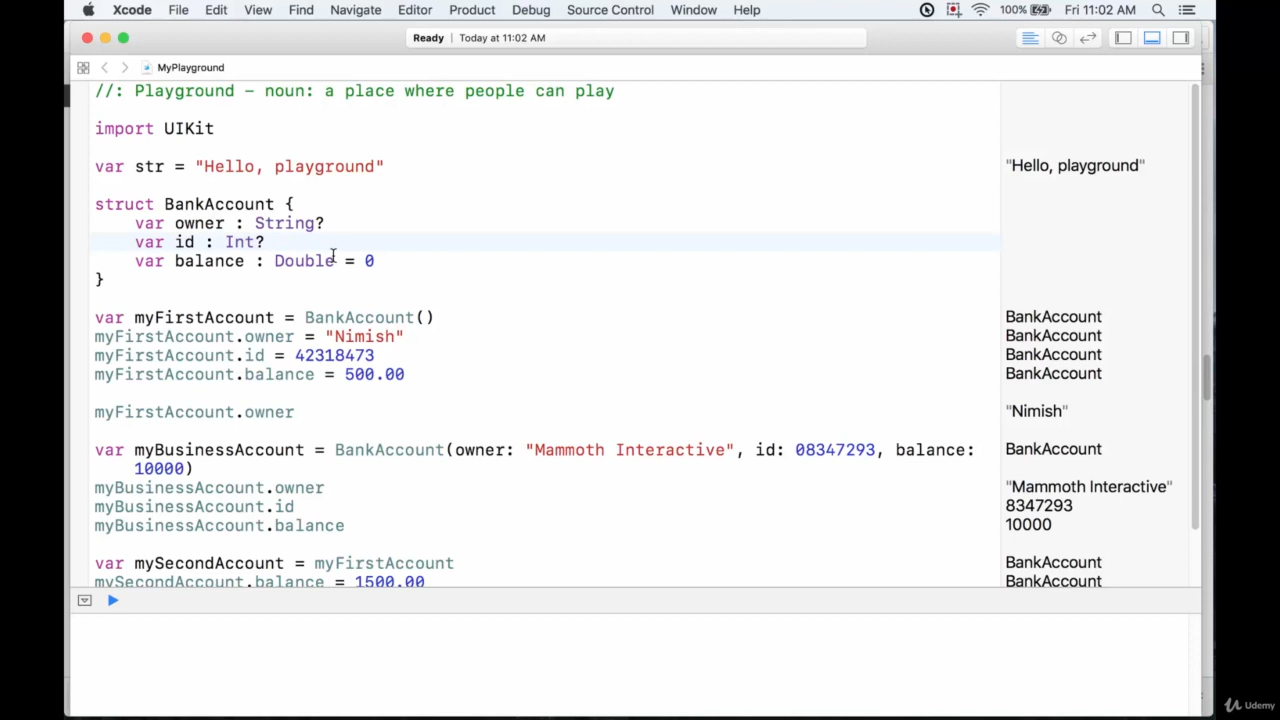 Xcode File Edit View Find Navigate Editor Product Debug Source Control Window Help 100% Fri 11:02 AM
Ready Today at 11:02 AM
MyPlayground
//: Playground - noun: a place where people can play
import UIKit
var str = "Hello, playground" "Hello, playground"
struct BankAccount {
var owner : String?
var id : Int?
var balance : Double = 0
}
var myFirstAccount = BankAccount() BankAccount
myFirstAccount.owner = "Nimish" BankAccount
myFirstAccount.id = 42318473 BankAccount
myFirstAccount.balance = 500.00 BankAccount
myFirstAccount.owner "Nimish"
var myBusinessAccount = BankAccount(owner: "Mammoth Interactive", id: 08347293, balance: BankAccount
10000)
myBusinessAccount.owner "Mammoth Interactive"
myBusinessAccount.id 8347293
myBusinessAccount.balance 10000
var mySecondAccount = myFirstAccount BankAccount
mySecondAccount.balance = 1500.00 BankAccount
Udemy